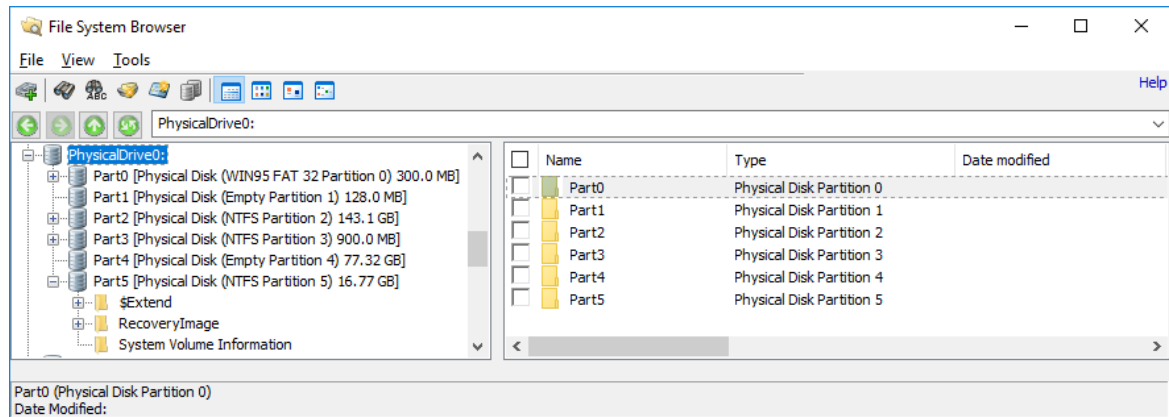 File System Browser
File View Tools
ABC
Help
PhysicalDrive0:
PhysicalDrive0:
Part0 [Physical Disk (WIN95 FAT 32 Partition 0) 300.0 MB]
Part1 [Physical Disk (Empty Partition 1) 128.0 MB]
Part2 [Physical Disk (NTFS Partition 2) 143.1 GB]
Part3 [Physical Disk (NTFS Partition 3) 900.0 MB]
Part4 [Physical Disk (Empty Partition 4) 77.32 GB]
Part5 [Physical Disk (NTFS Partition 5) 16.77 GB]
$Extend
RecoveryImage
System Volume Information
Name Type Date modified
Part0 Physical Disk Partition 0
Part1 Physical Disk Partition 1
Part2 Physical Disk Partition 2
Part3 Physical Disk Partition 3
Part4 Physical Disk Partition 4
Part5 Physical Disk Partition 5
Part0 (Physical Disk Partition 0)
Date Modified: